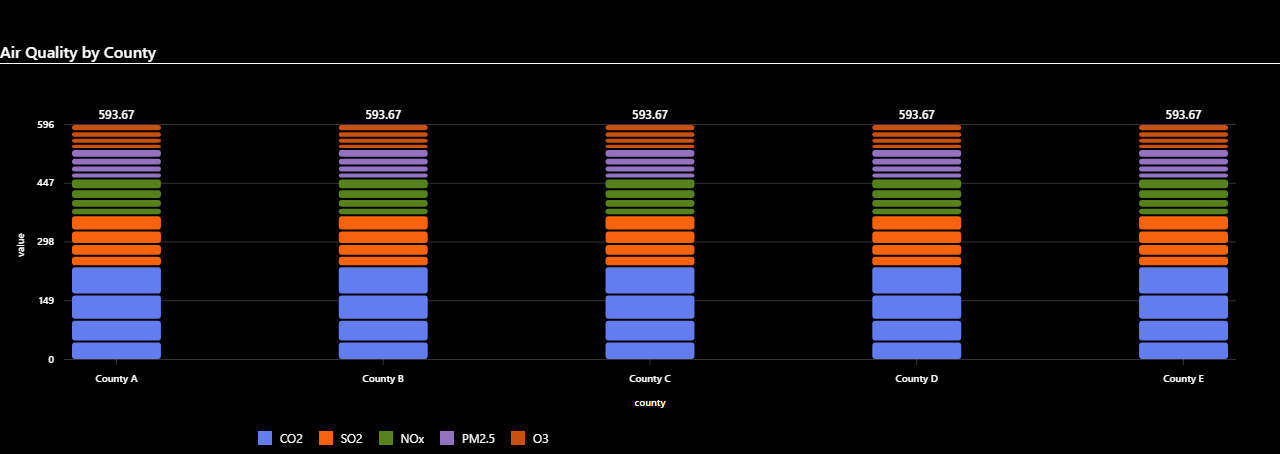 Air Quality by County
593.67 593.67 593.67 593.67 593.67
596
447
298
149
0
value
County A County B County C County D County E
county
CO2 SO2 NOx PM2.5 O3